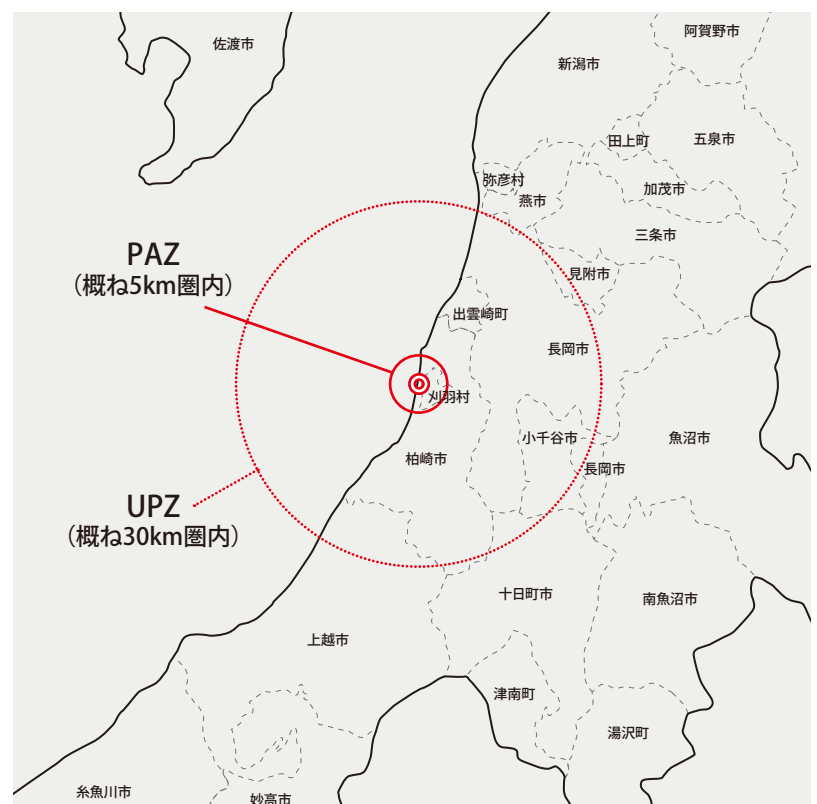 佐渡市
阿賀野市
新潟市
田上町
五泉市
弥彦村
加茂市
燕市
三条市
PAZ
（概ね5km圏内）
見附市
出雲崎町
長岡市
刈羽村
小千谷市
魚沼市
柏崎市
長岡市
UPZ
（概ね30km圏内）
十日町市
南魚沼市
上越市
津南町
湯沢町
糸魚川市
妙高市